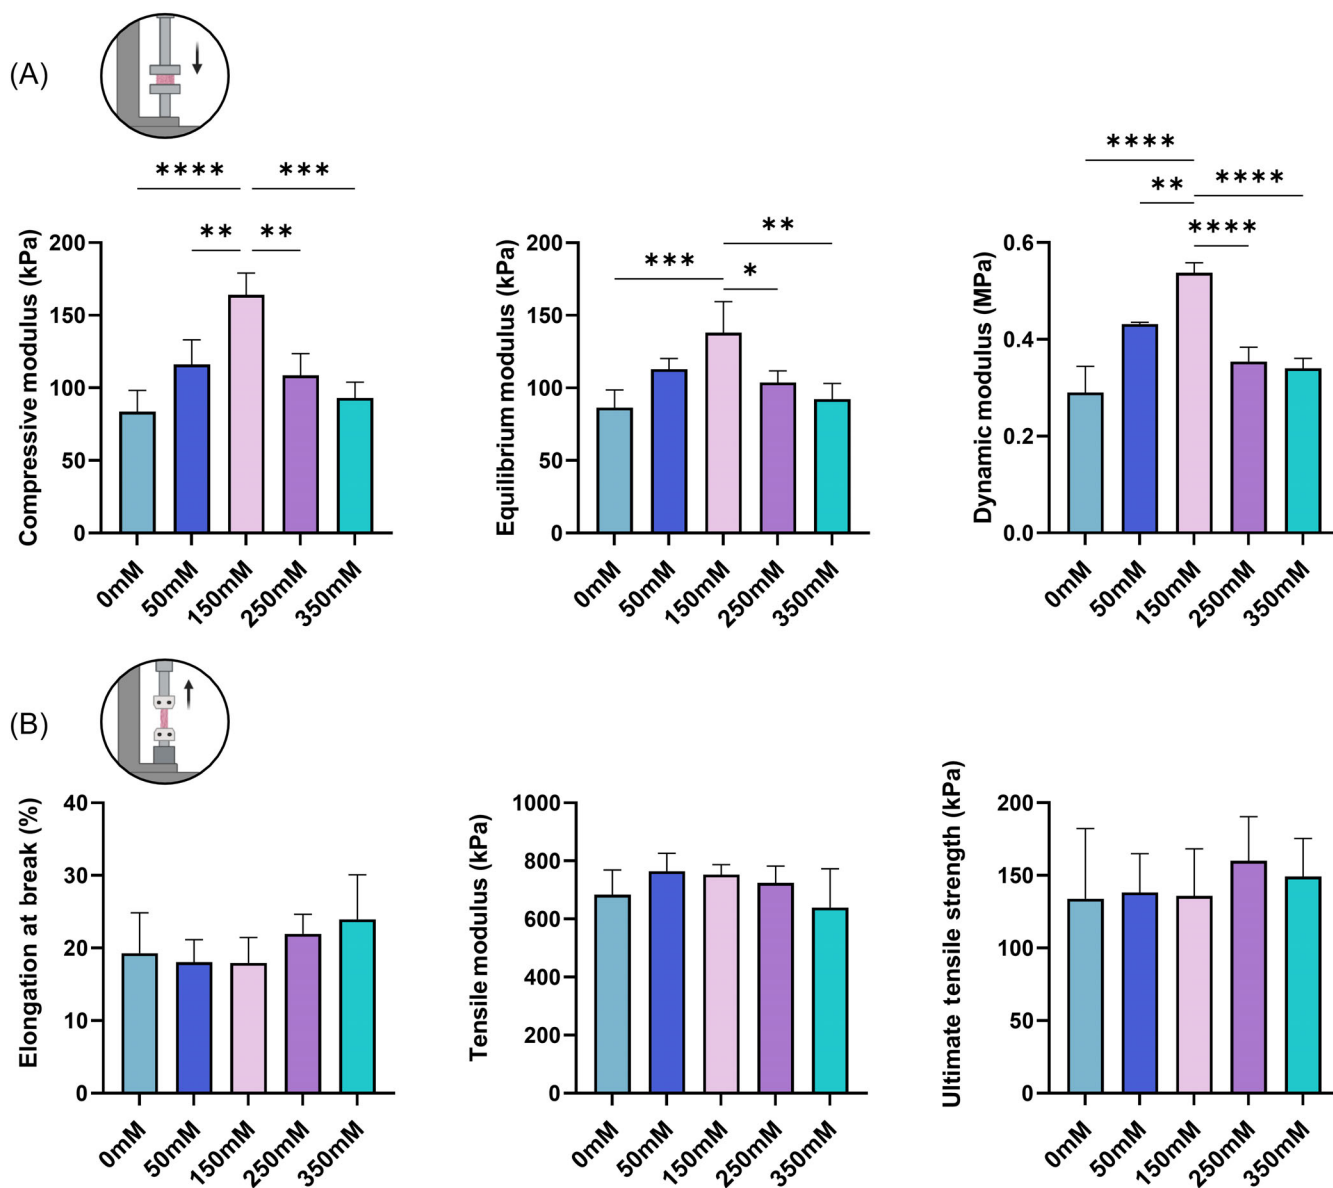 (A)
**** ***
** **
Compressive modulus (kPa)
200
150
100
50
0
0mM 50mM 150mM 250mM 350mM
**
*** *
Equilibrium modulus (kPa)
200
150
100
50
0
0mM 50mM 150mM 250mM 350mM
****
** ****
****
Dynamic modulus (MPa)
0.6
0.4
0.2
0.0
0mM 50mM 150mM 250mM 350mM
(B)
Elongation at break (%)
40
30
20
10
0
0mM 50mM 150mM 250mM 350mM
Tensile modulus (kPa)
1000
800
600
400
200
0
0mM 50mM 150mM 250mM 350mM
Ultimate tensile strength (kPa)
200
150
100
50
0
0mM 50mM 150mM 250mM 350mM